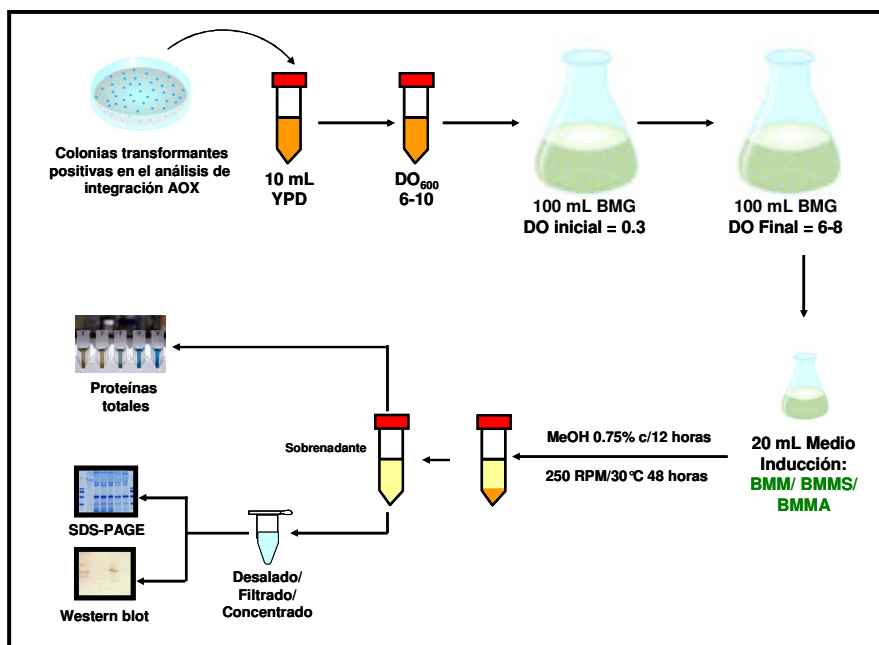 Colonias transformantes
positivas en el análisis de
integración AOX
10 mL
YPD
DO600
6-10
100 mL BMG
DO inicial = 0.3
100 mL BMG
DO Final = 6-8
20 mL Medio
Inducción:
BMM/ BMMS/
BMMA
MeOH 0.75% c/12 horas
250 RPM/30°C 48 horas
Sobrenadante
Proteínas
totales
Desalado/
Filtrado/
Concentrado
SDS-PAGE
Western blot